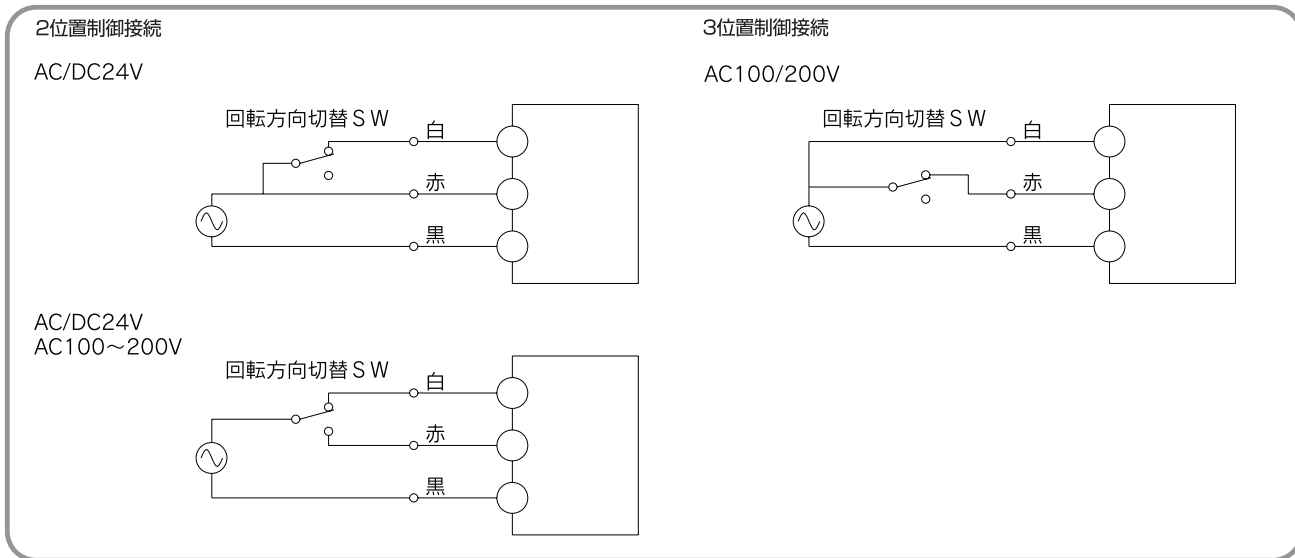 2位置制御接続
AC/DC24V
回転方向切替SW
白
赤
黒
AC/DC24V
AC100～200V
回転方向切替SW
白
赤
黒
3位置制御接続
AC100/200V
回転方向切替SW
白
赤
黒